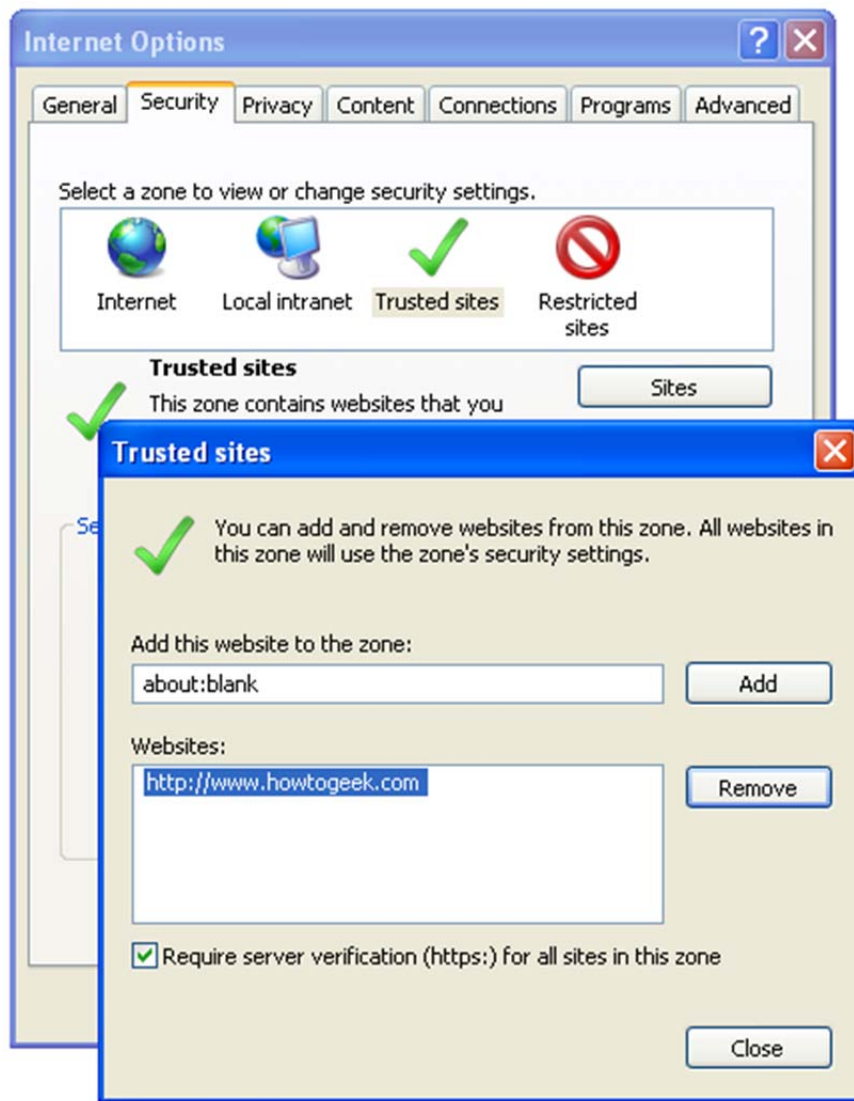 Internet Options
General Security Privacy Content Connections Programs Advanced
Select a zone to view or change security settings.
Internet Local intranet Trusted sites Restricted
sites
Trusted sites
This zone contains websites that you
Sites
Trusted sites
Se
You can add and remove websites from this zone. All websites in
this zone will use the zone's security settings.
Add this website to the zone:
about:blank Add
Websites:
http://www.howtogeek.com
Remove
Require server verification (https:) for all sites in this zone
Close